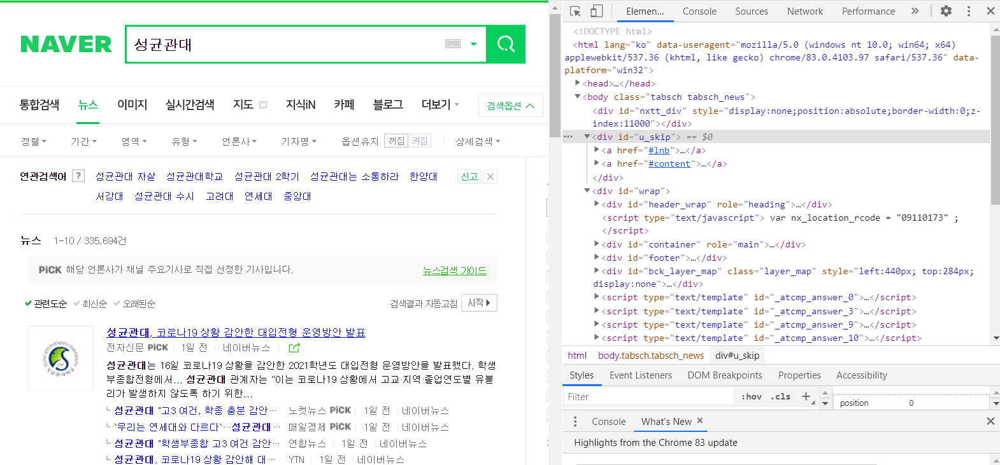 NAVER
성균관대
통합검색 뉴스 이미지 실시간검색 지도 지식iN 카페 블로그 더보기 검색옵션
정렬 기간 영역 유형 언론사 기자명 옵션유지 꺼짐 켜짐 상세검색
연관검색어 ? 성균관대 자살 성균관대학교 성균관대 2학기 성균관대는 소통하라 한양대 신고
서강대 성균관대 수시 고려대 연세대 중앙대
뉴스 1-10 / 335,694건
PiCK 해당 언론사가 채널 주요기사로 직접 선정한 기사입니다. 뉴스검색 가이드
관련도순 최신순 오래된순 검색결과 자동고침 시작
성균관대, 코로나19 상황 감안한 대입전형 운영방안 발표
전자신문 PiCK 1일 전 네이버뉴스
성균관대는 16일 코로나19 상황을 감안한 2021학년도 대입전형 운영방안을 발표했다. 학생
부종합전형에서... 성균관대 관계자는 “이는 코로나19 상황에서 고교·지역·졸업연도별 유불
리가 발생하지 않도록 하기 위한...
성균관대 "고3 여건, 학종 충분 감안… 노컷뉴스 PiCK 1일 전 네이버뉴스
`우리는 연세대와 다르다`…성균관대… 매일경제 PiCK 1일 전 네이버뉴스
성균관대 "학생부종합 고3 여건 감안… 연합뉴스 1일 전 네이버뉴스
성균관대, 코로나19 상황 감안해 대… YTN 1일 전 네이버뉴스
Elemen... Console Sources Network Performance »
<!DOCTYPE html>
<html lang="ko" data-useragent="mozilla/5.0 (windows nt 10.0; win64; x64)
applewebkit/537.36 (khtml, like gecko) chrome/83.0.4103.97 safari/537.36" data-
platform="win32">
<head>…</head>
<body class="tabsch tabsch_news">
<div id="nxtt_div" style="display:none;position:absolute;border-width:0;z-
index:11000"></div>
<div id="u_skip"> == $0
<a href="#lnb">…</a>
<a href="#content">…</a>
</div>
<div id="wrap">
<div id="header_wrap" role="heading">…</div>
<script type="text/javascript"> var nx_location_rcode = "09110173" ;
</script>
<div id="container" role="main">…</div>
<div id="footer">…</div>
<div id="bck_layer_map" class="layer_map" style="left:440px; top:284px;
display:none">…</div>
<script type="text/template" id="_atcmp_answer_0">…</script>
<script type="text/template" id="_atcmp_answer_3">…</script>
<script type="text/template" id="_atcmp_answer_9">…</script>
<script type="text/template" id="_atcmp_answer_10">…</script>
html body.tabsch.tabsch_news div#u_skip
Styles Event Listeners DOM Breakpoints Properties Accessibility
Filter :hov .cls +
position 0
Console What's New ×
Highlights from the Chrome 83 update